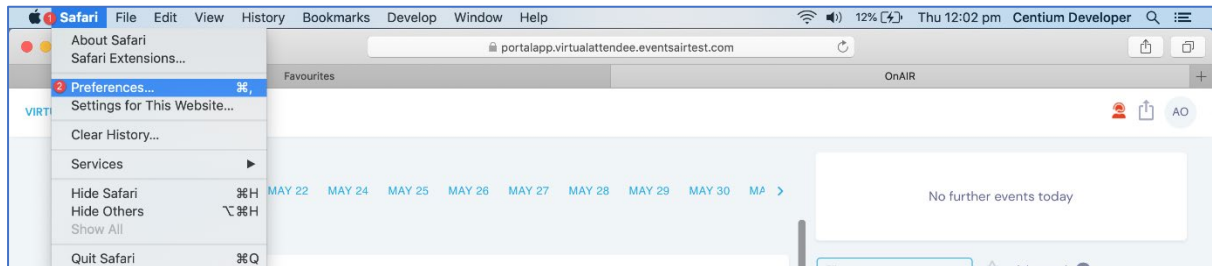 1 Safari File Edit View History Bookmarks Develop Window Help 12% Thu 12:02 pm Centium Developer
About Safari
Safari Extensions...
portalapp.virtualattendee.eventsairtest.com
Favourites OnAIR
2 Preferences... ⌘,
Settings for This Website...
VIRT AO
Clear History...
Services
MAY 22 MAY 24 MAY 25 MAY 26 MAY 27 MAY 28 MAY 29 MAY 30
No further events today
Hide Safari ⌘H
Hide Others ⌥⌘H
Show All
Quit Safari ⌘Q